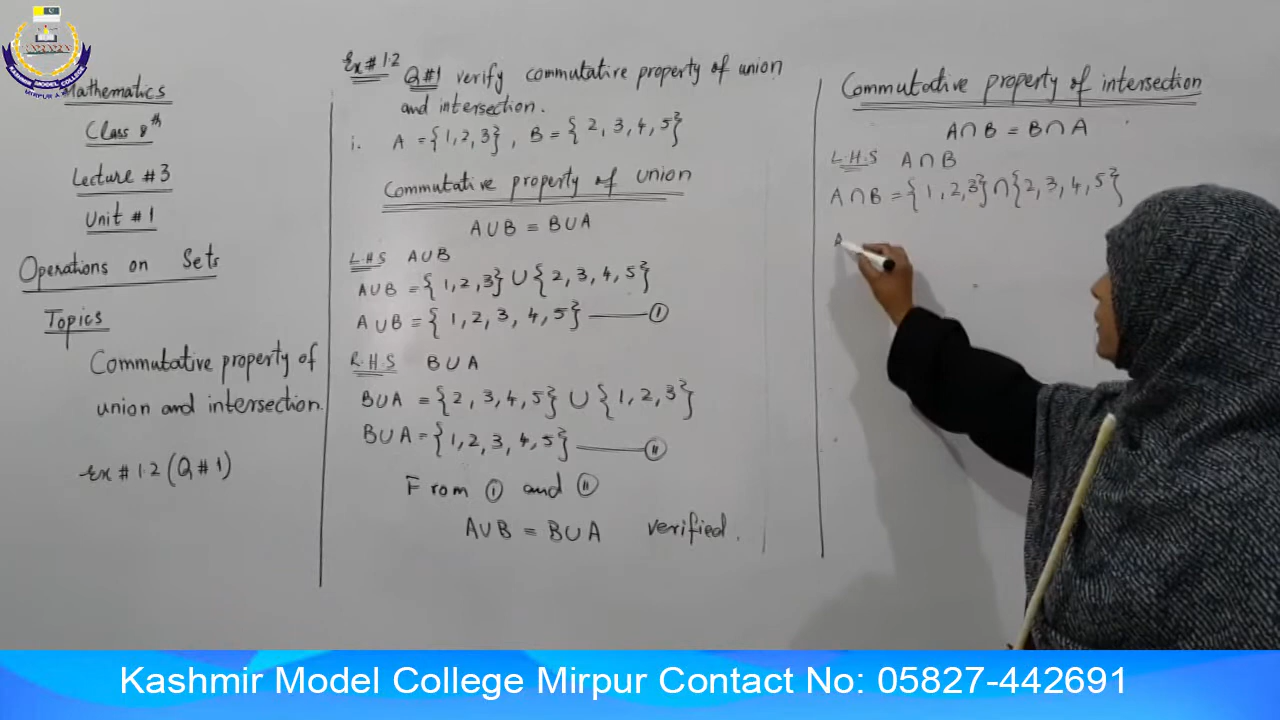 KASHMIR MODEL COLLEGE
MIRPUR A.K
Mathematics
Class 8th
Lecture #3
Unit #1
Operations on Sets
Topics
Commutative property of
union and intersection.
Ex # 1.2 (Q # 1)
Ex # 1.2
Q #1 verify commutative property of union
and intersection.
i. A = {1, 2, 3}, B = {2, 3, 4, 5}
Commutative property of union
A∪B = B∪A
L.H.S A∪B
A∪B = {1, 2, 3} ∪ {2, 3, 4, 5}
A∪B = {1, 2, 3, 4, 5} —— (I)
R.H.S B∪A
B∪A = {2, 3, 4, 5} ∪ {1, 2, 3}
B∪A = {1, 2, 3, 4, 5} —— (II)
From (I) and (II)
A∪B = B∪A verified.
Commutative property of intersection
A∩B = B∩A
L.H.S A∩B
A∩B = {1, 2, 3} ∩ {2, 3, 4, 5}
A
Kashmir Model College Mirpur Contact No: 05827-442691